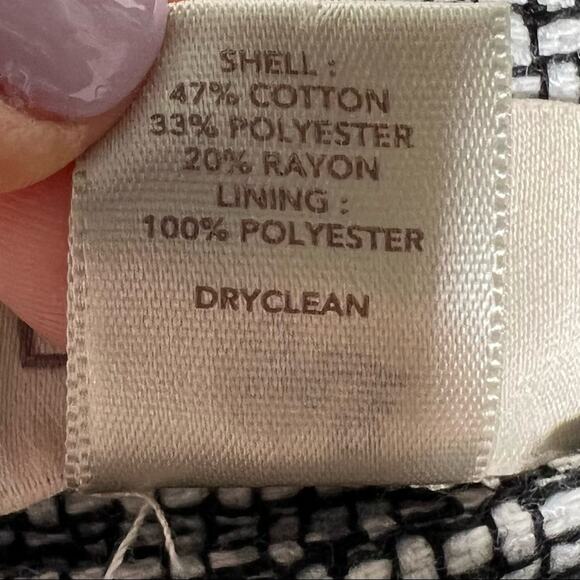 SHELL :
47% COTTON
33% POLYESTER
20% RAYON
LINING :
100% POLYESTER
DRYCLEAN